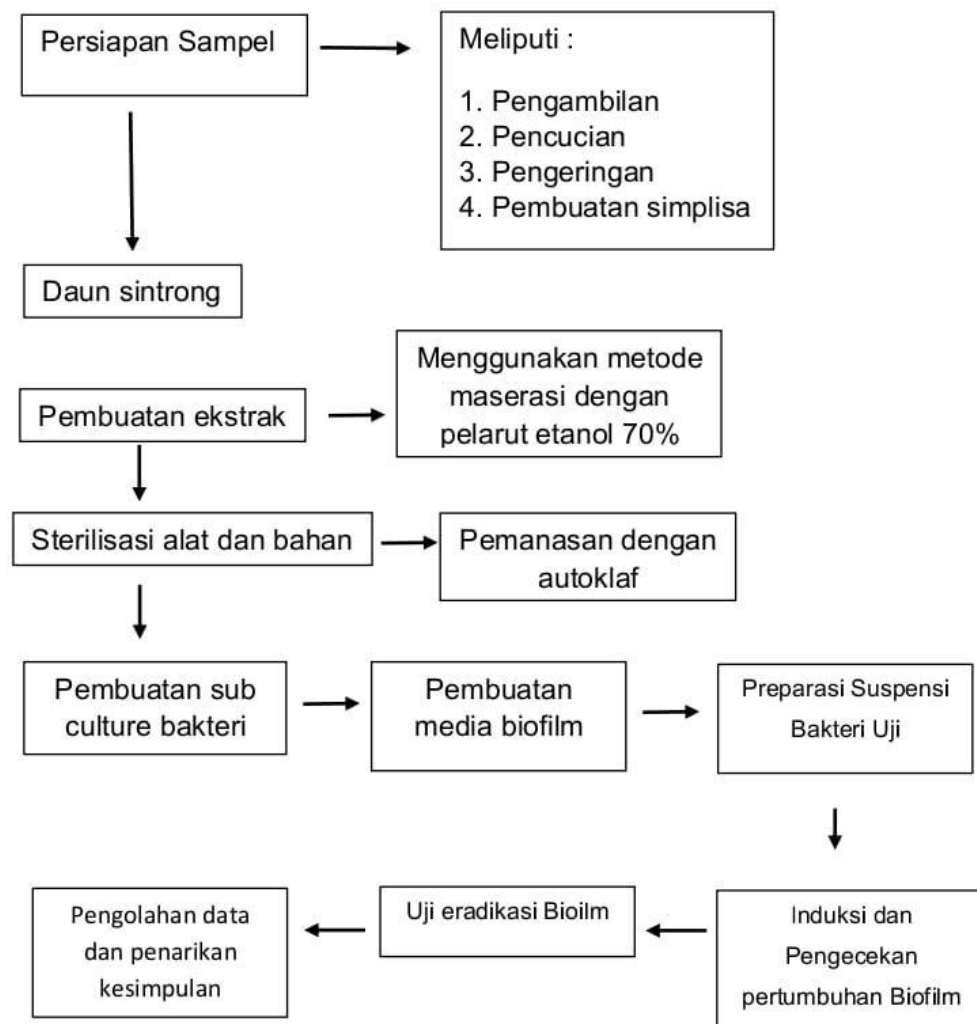 Persiapan Sampel
Meliputi :
1. Pengambilan
2. Pencucian
3. Pengeringan
4. Pembuatan simplisa
Daun sintrong
Menggunakan metode
maserasi dengan
pelarut etanol 70%
Pembuatan ekstrak
Sterilisasi alat dan bahan
Pemanasan dengan
autoklaf
Pembuatan sub
culture bakteri
Pembuatan
media biofilm
Preparasi Suspensi
Bakteri Uji
Induksi dan
Pengecekan
pertumbuhan Biofilm
Uji eradikasi Bioilm
Pengolahan data
dan penarikan
kesimpulan